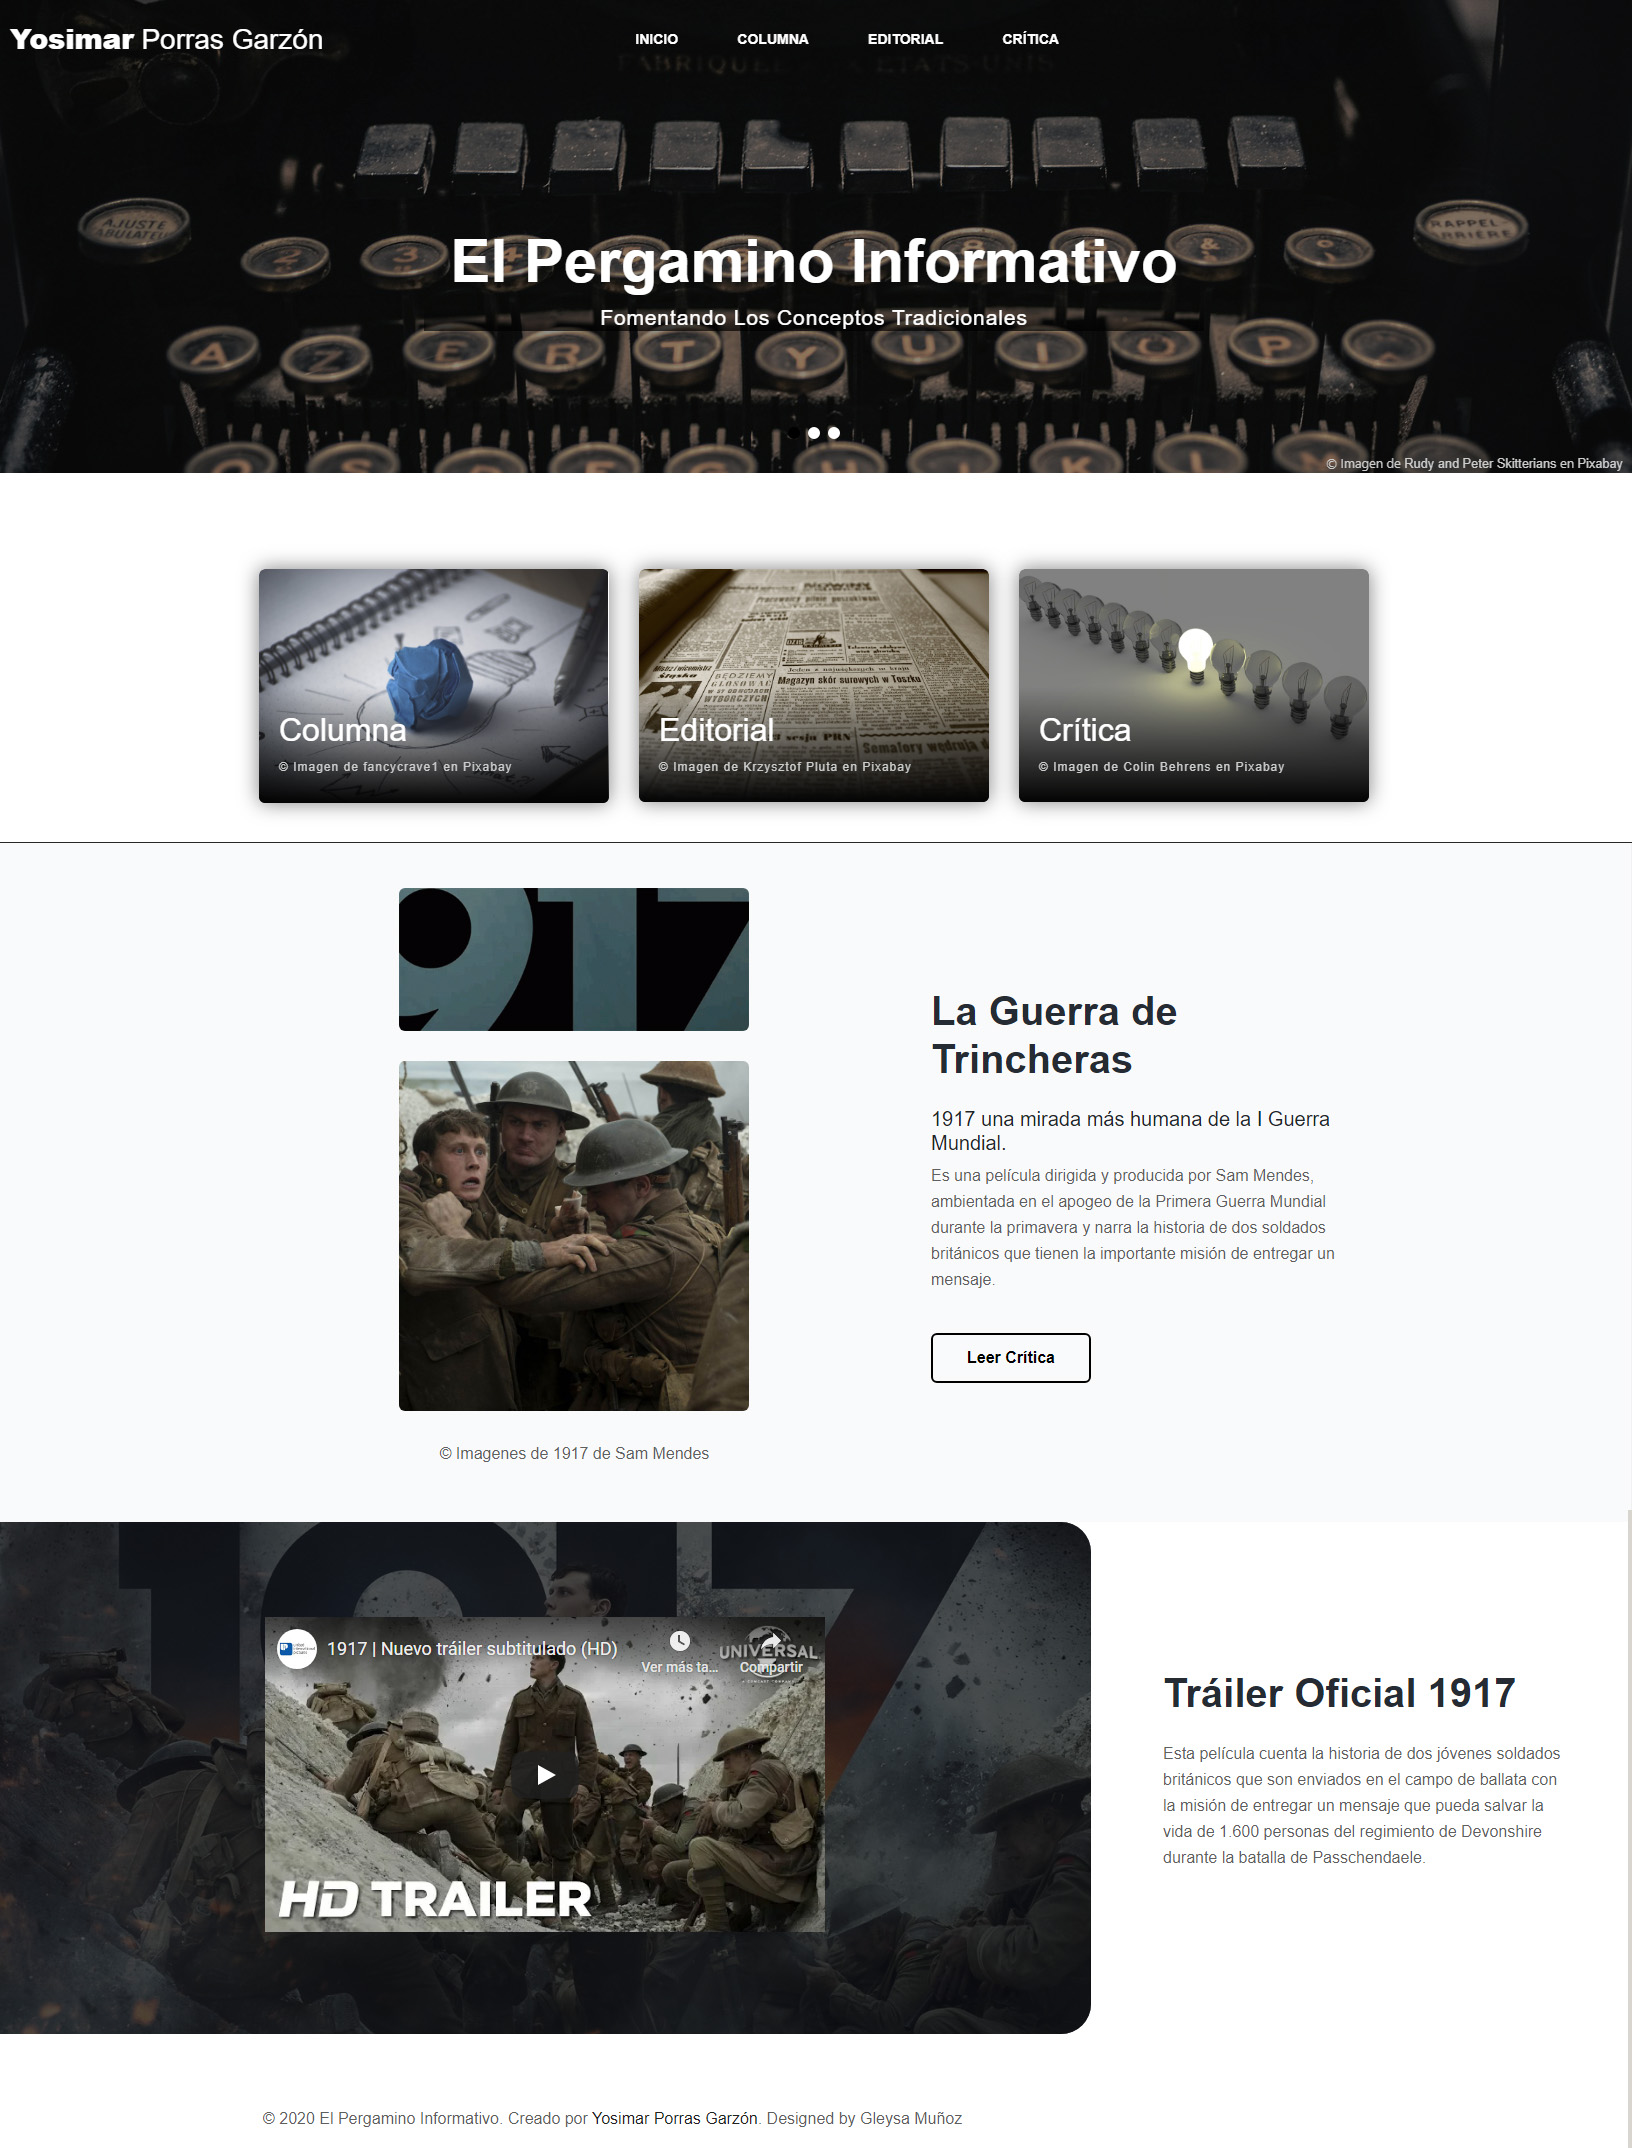 Yosimar Porras Garzón
INICIO COLUMNA EDITORIAL CRÍTICA
El Pergamino Informativo
Fomentando Los Conceptos Tradicionales
AJUSTE
RAPPEL
2 3 8 &
A Z E R T Y U I O P
© Imagen de Rudy and Peter Skitterians en Pixabay
Columna
© Imagen de fancycrave1 en Pixabay
Editorial
© Imagen de Krzysztof Pluta en Pixabay
Crítica
© Imagen de Colin Behrens en Pixabay
917
La Guerra de
Trincheras
1917 una mirada más humana de la I Guerra
Mundial.
Es una película dirigida y producida por Sam Mendes,
ambientada en el apogeo de la Primera Guerra Mundial
durante la primavera y narra la historia de dos soldados
británicos que tienen la importante misión de entregar un
mensaje.
Leer Crítica
© Imagenes de 1917 de Sam Mendes
1917
1917 | Nuevo tráiler subtitulado (HD)
Ver más ta...
Compartir
UNIVERSAL
HD TRAILER
Tráiler Oficial 1917
Esta película cuenta la historia de dos jóvenes soldados
británicos que son enviados en el campo de ballata con
la misión de entregar un mensaje que pueda salvar la
vida de 1.600 personas del regimiento de Devonshire
durante la batalla de Passchendaele.
© 2020 El Pergamino Informativo. Creado por Yosimar Porras Garzón. Designed by Gleysa Muñoz